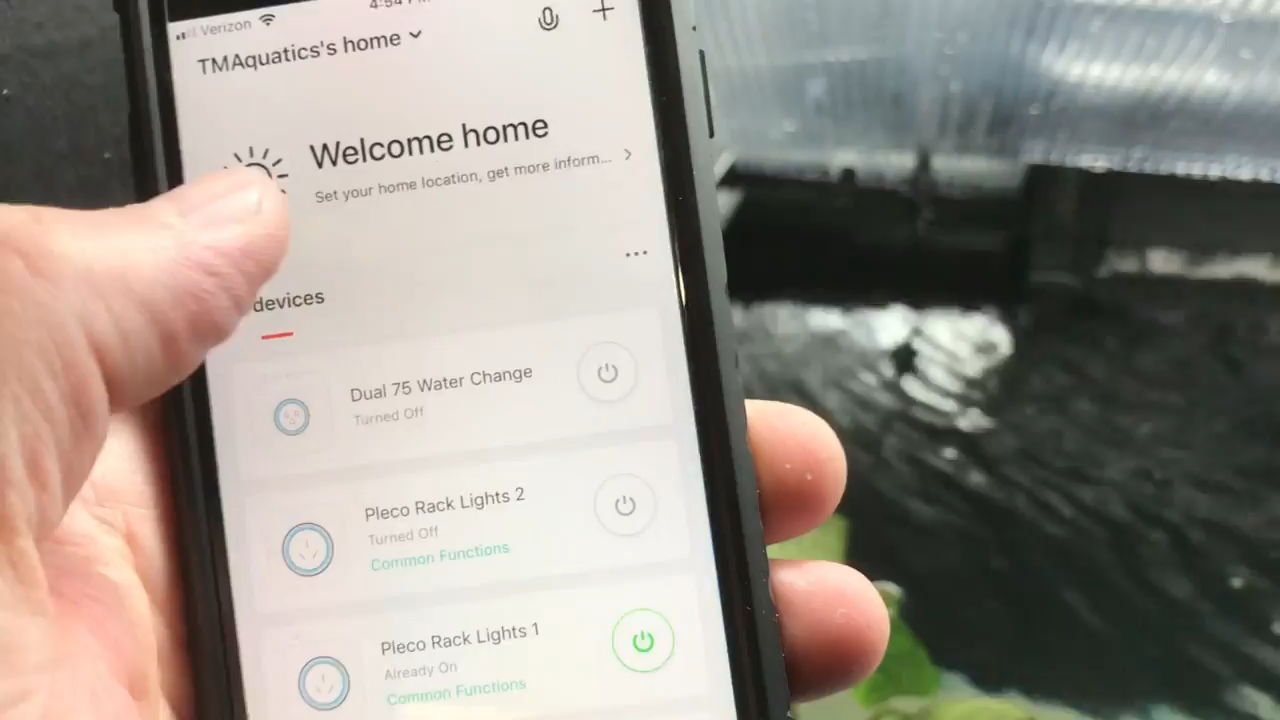 Verizon
TMAquatics's home
Welcome home
Set your home location, get more inform...
devices
Dual 75 Water Change
Turned Off
Pleco Rack Lights 2
Turned Off
Common Functions
Pleco Rack Lights 1
Already On
Common Functions